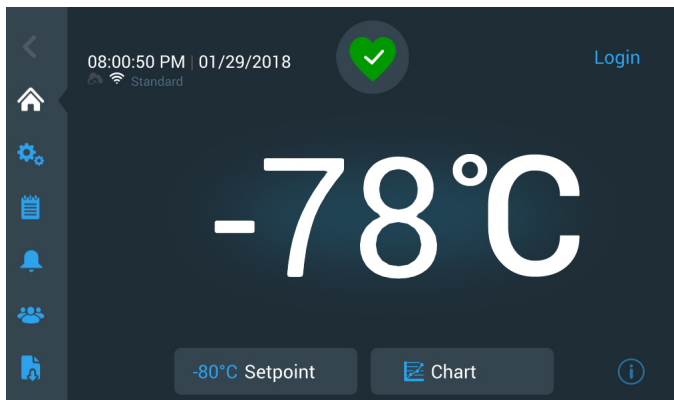 08:00:50 PM | 01/29/2018
Standard
Login
-78°C
-80°C Setpoint
Chart
i